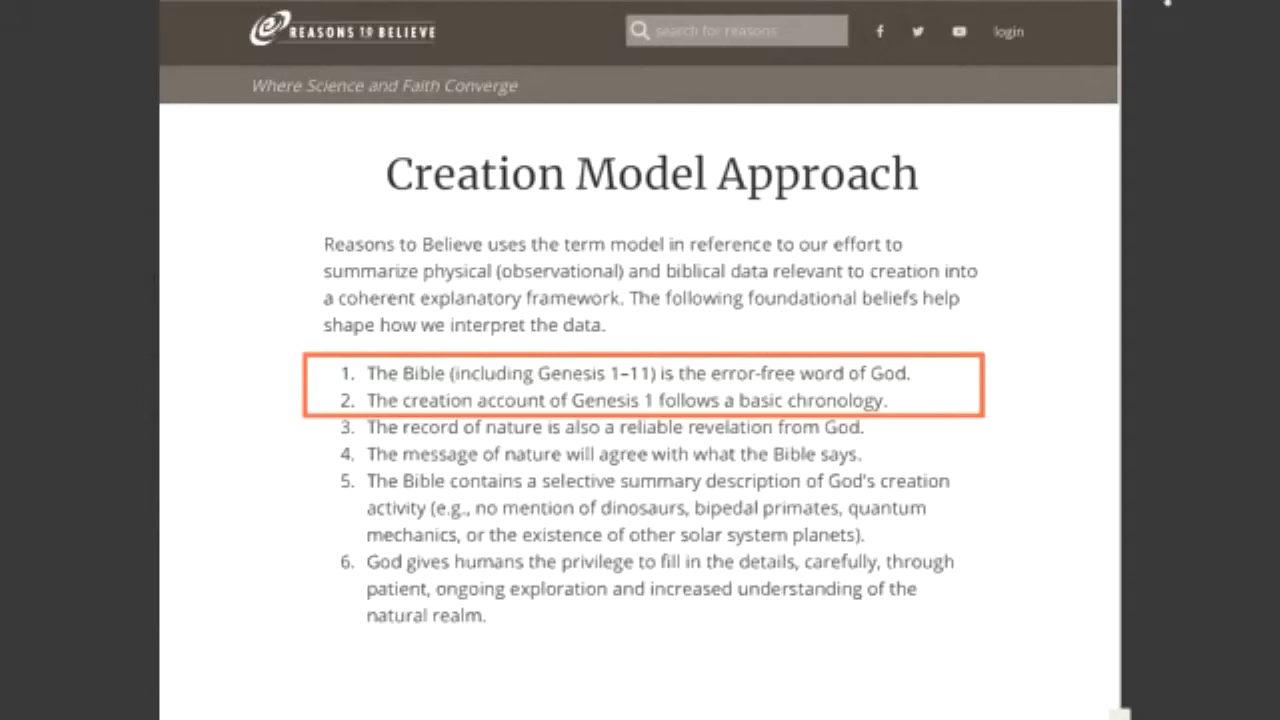 REASONS TO BELIEVE
search for reasons
login
Where Science and Faith Converge
Creation Model Approach
Reasons to Believe uses the term model in reference to our effort to
summarize physical (observational) and biblical data relevant to creation into
a coherent explanatory framework. The following foundational beliefs help
shape how we interpret the data.
1. The Bible (including Genesis 1–11) is the error-free word of God.
2. The creation account of Genesis 1 follows a basic chronology.
3. The record of nature is also a reliable revelation from God.
4. The message of nature will agree with what the Bible says.
5. The Bible contains a selective summary description of God's creation
activity (e.g., no mention of dinosaurs, bipedal primates, quantum
mechanics, or the existence of other solar system planets).
6. God gives humans the privilege to fill in the details, carefully, through
patient, ongoing exploration and increased understanding of the
natural realm.